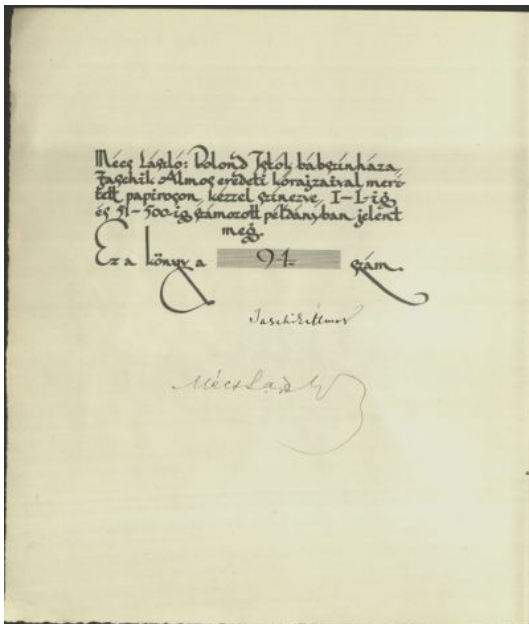 Mécs László: Bolond Istók bábszínháza
Jaschik Álmos eredeti kőrajzaival merí-
tett papiroson, kézzel színezve, I-L-ig
és 51-500-ig számozott példányban jelent
meg.
Ez a könyv a 94. szám.
Jaschik Álmos
Mécs László